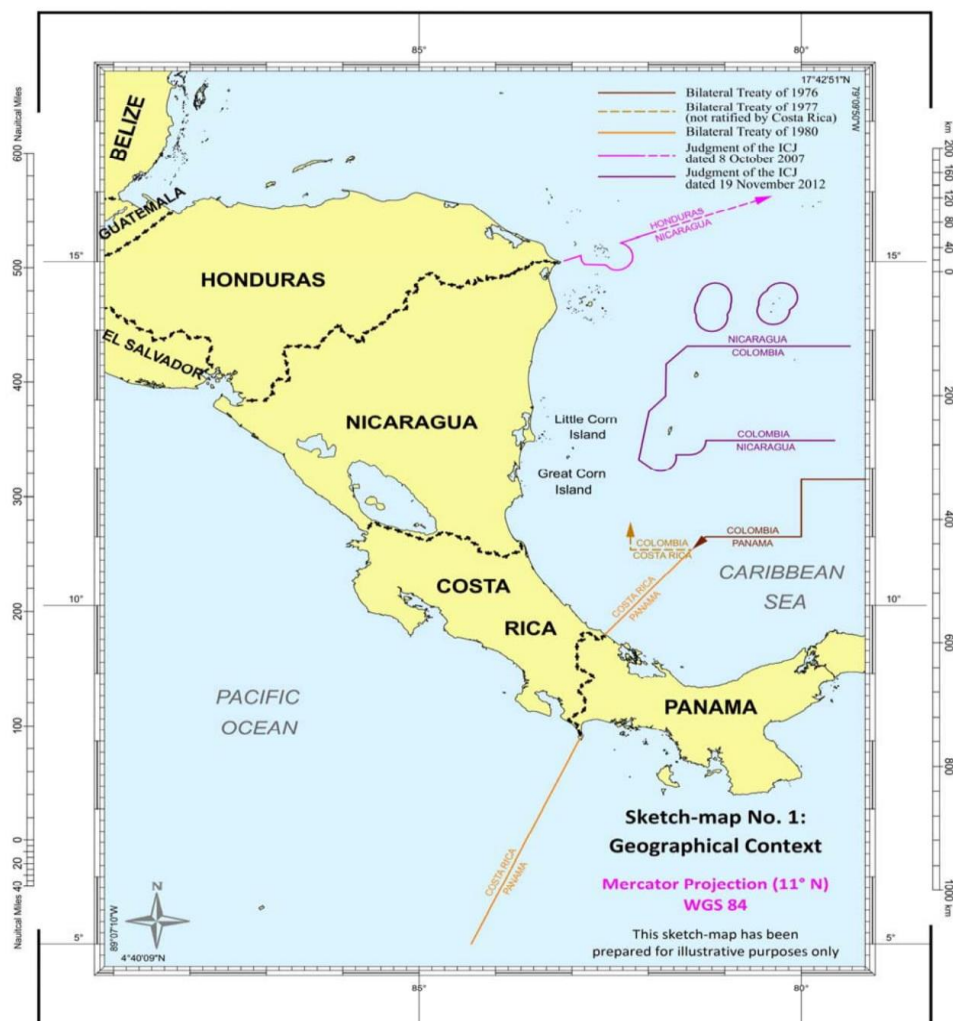 85°
80°
17°42'51"N
79°09'50"W
Nautical Miles
600
500
400
300
200
100
0
20
Nautical Miles 40
km
200
160
120
80
40
0
200
400
600
800
1000 km
Bilateral Treaty of 1976
Bilateral Treaty of 1977
(not ratified by Costa Rica)
Bilateral Treaty of 1980
Judgment of the ICJ
dated 8 October 2007
Judgment of the ICJ
dated 19 November 2012
BELIZE
GUATEMALA
HONDURAS
NICARAGUA
15°
15°
HONDURAS
EL SALVADOR
NICARAGUA
COLOMBIA
NICARAGUA
Little Corn
Island
COLOMBIA
NICARAGUA
Great Corn
Island
COLOMBIA
PANAMA
COLOMBIA
COSTA RICA
CARIBBEAN
SEA
COSTA
RICA
COSTA RICA
PANAMA
10°
10°
PACIFIC
OCEAN
PANAMA
COSTA RICA
PANAMA
Sketch-map No. 1:
Geographical Context
Mercator Projection (11° N)
WGS 84
This sketch-map has been
prepared for illustrative purposes only
N
89°07'10"W
4°40'09"N
5°
5°
85°
80°